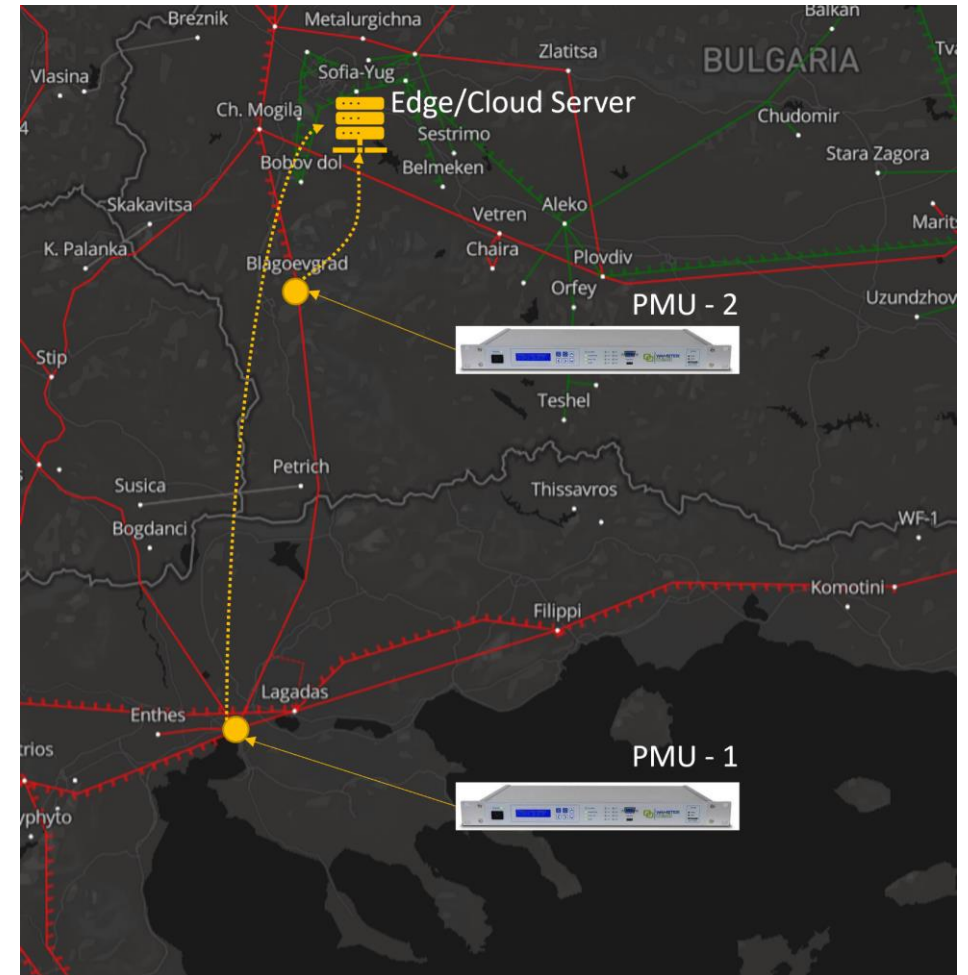 Breznik
Metalurgichna
Balkan
Zlatitsa
BULGARIA
Vlasina
Sofia-Yug
Edge/Cloud Server
Ch. Mogila
Chudomir
Sestrimo
Stara Zagora
Bobov dol
Belmeken
Skakavitsa
Vetren
Aleko
K. Palanka
Chaira
Plovdiv
Blagoevgrad
Orfey
PMU - 2
Uzundzhov
Stip
Teshel
Petrich
Susica
Thissavros
Bogdanci
WF-1
Komotini
Filippi
Lagadas
Enthes
PMU - 1